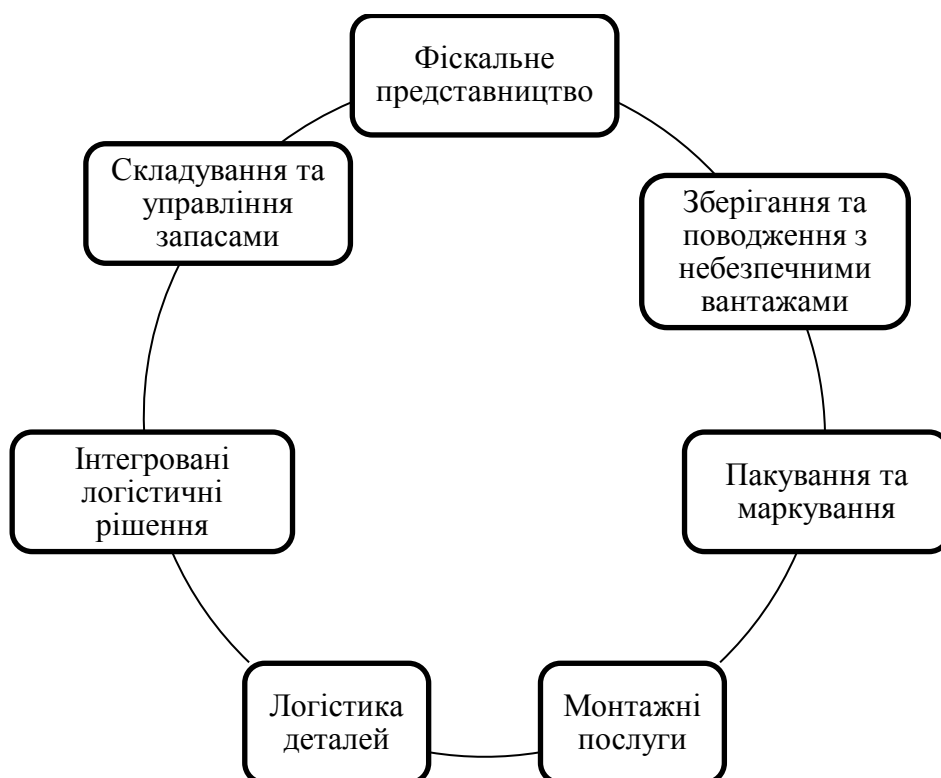 Фіскальне
представництво
Складування та
управління
запасами
Зберігання та
поводження з
небезпечними
вантажами
Інтегровані
логістичні
рішення
Пакування та
маркування
Логістика
деталей
Монтажні
послуги